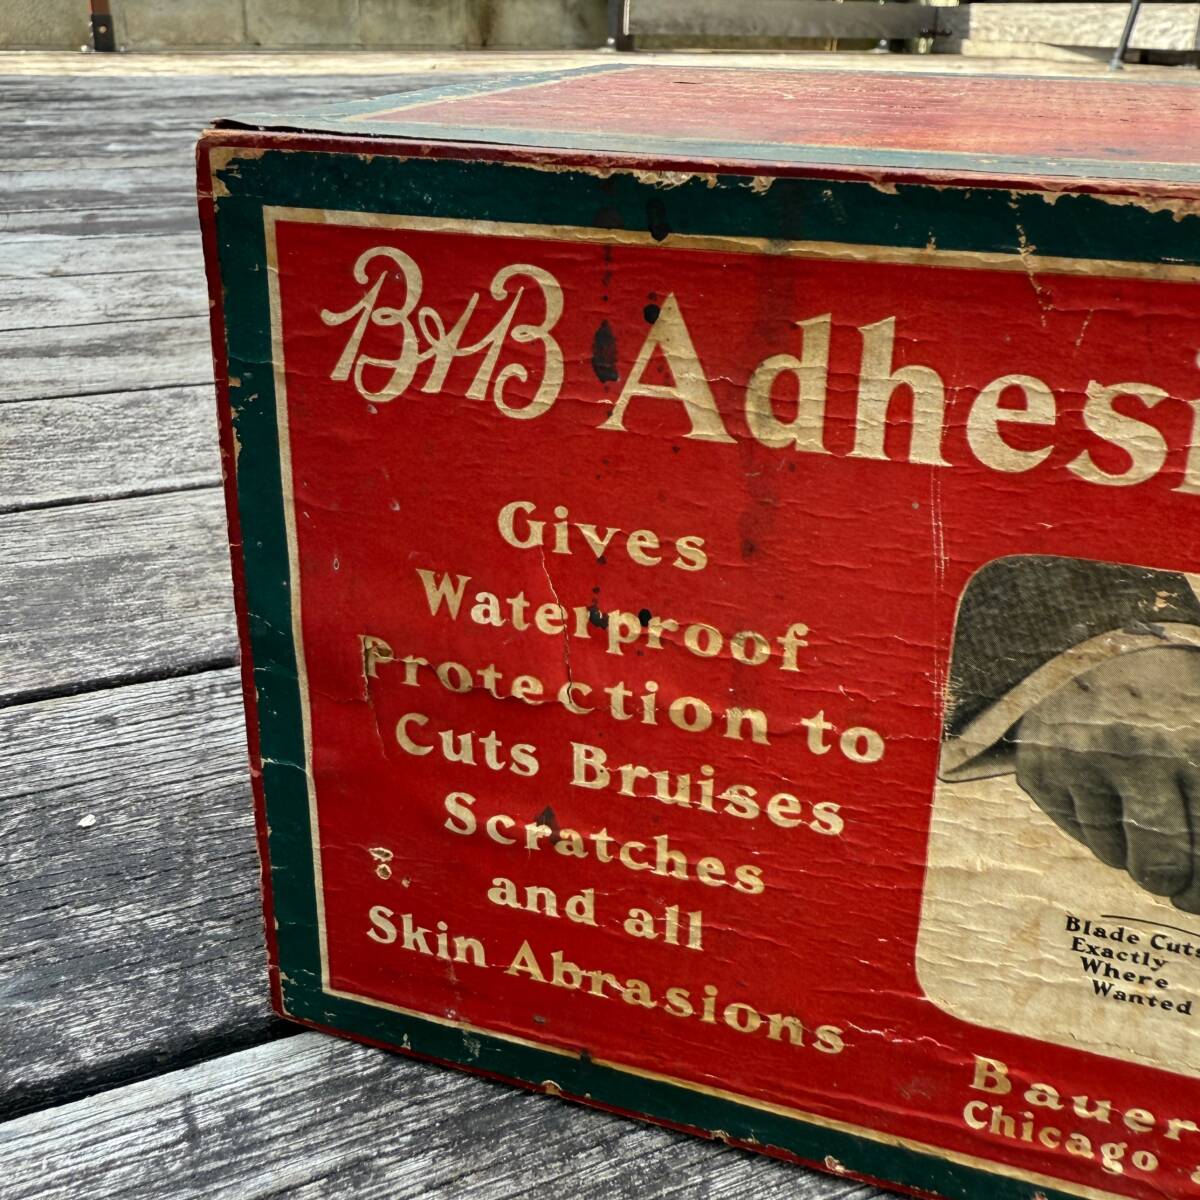 B&B Adhesi
Gives
Waterproof
Protection to
Cuts Bruises
Scratches
and all
Skin Abrasions
Blade Cuts
Exactly
Where
Wanted
Bauer
Chicago